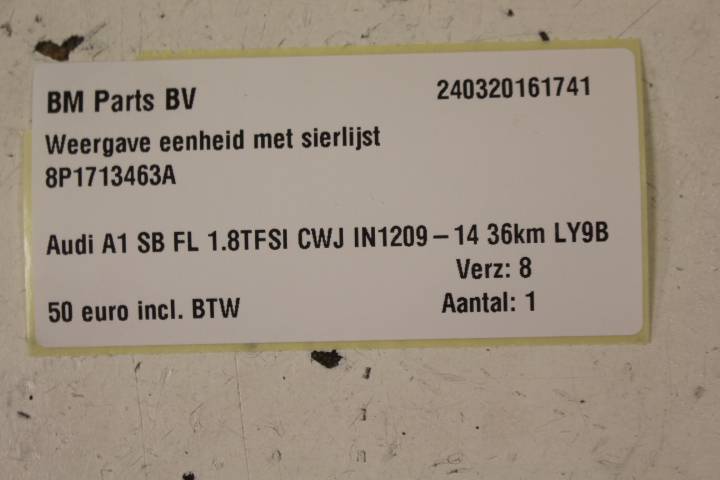 BM Parts BV 240320161741
Weergave eenheid met sierlijst
8P1713463A
Audi A1 SB FL 1.8TFSI CWJ IN1209-14 36km LY9B
Verz: 8
50 euro incl. BTW Aantal: 1